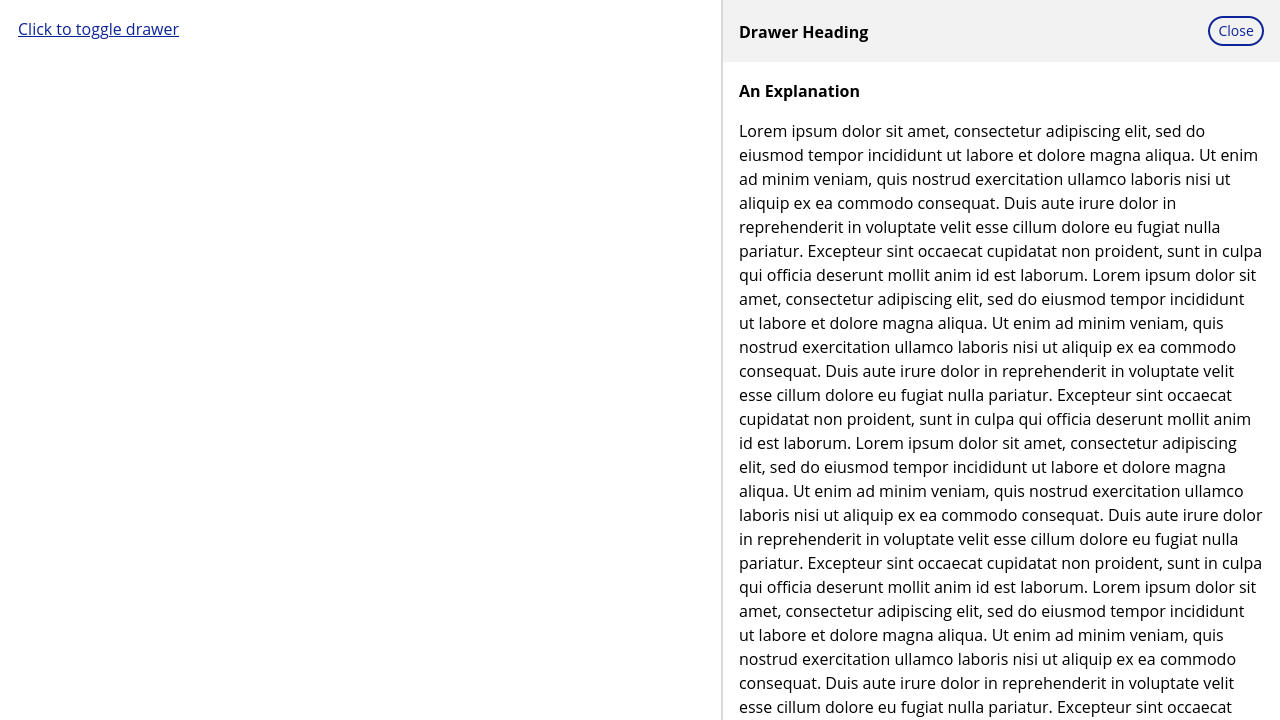 Click to toggle drawer
Drawer Heading
Close
An Explanation
Lorem ipsum dolor sit amet, consectetur adipiscing elit, sed do
eiusmod tempor incididunt ut labore et dolore magna aliqua. Ut enim
ad minim veniam, quis nostrud exercitation ullamco laboris nisi ut
aliquip ex ea commodo consequat. Duis aute irure dolor in
reprehenderit in voluptate velit esse cillum dolore eu fugiat nulla
pariatur. Excepteur sint occaecat cupidatat non proident, sunt in culpa
qui officia deserunt mollit anim id est laborum. Lorem ipsum dolor sit
amet, consectetur adipiscing elit, sed do eiusmod tempor incididunt
ut labore et dolore magna aliqua. Ut enim ad minim veniam, quis
nostrud exercitation ullamco laboris nisi ut aliquip ex ea commodo
consequat. Duis aute irure dolor in reprehenderit in voluptate velit
esse cillum dolore eu fugiat nulla pariatur. Excepteur sint occaecat
cupidatat non proident, sunt in culpa qui officia deserunt mollit anim
id est laborum. Lorem ipsum dolor sit amet, consectetur adipiscing
elit, sed do eiusmod tempor incididunt ut labore et dolore magna
aliqua. Ut enim ad minim veniam, quis nostrud exercitation ullamco
laboris nisi ut aliquip ex ea commodo consequat. Duis aute irure dolor
in reprehenderit in voluptate velit esse cillum dolore eu fugiat nulla
pariatur. Excepteur sint occaecat cupidatat non proident, sunt in culpa
qui officia deserunt mollit anim id est laborum. Lorem ipsum dolor sit
amet, consectetur adipiscing elit, sed do eiusmod tempor incididunt
ut labore et dolore magna aliqua. Ut enim ad minim veniam, quis
nostrud exercitation ullamco laboris nisi ut aliquip ex ea commodo
consequat. Duis aute irure dolor in reprehenderit in voluptate velit
esse cillum dolore eu fugiat nulla pariatur. Excepteur sint occaecat